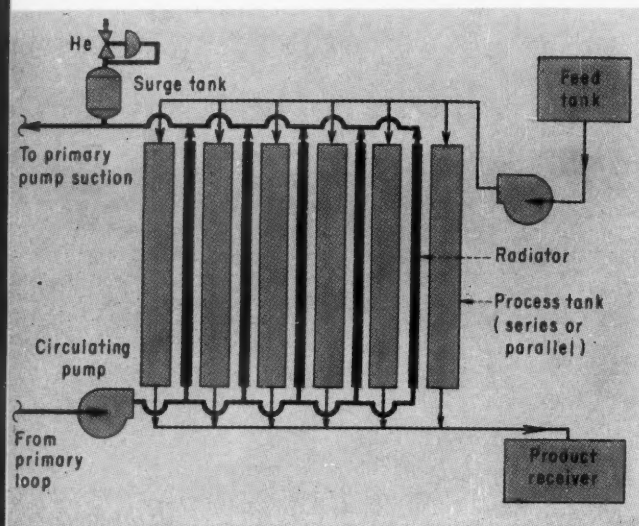 He
Surge tank
Feed
tank
To primary
pump suction
Radiator
Process tank
(series or
parallel)
Circulating
pump
From
primary
loop
Product
receiver